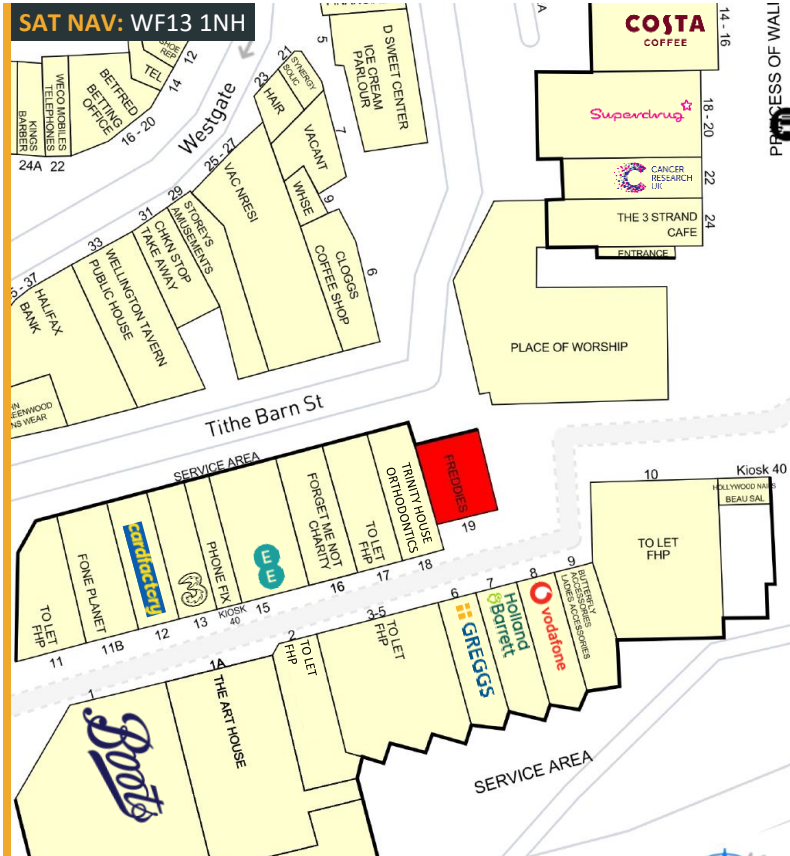 SAT NAV: WF13 1NH
COSTA
COFFEE
14 - 16
Superdrug
18 - 20
CANCER
RESEARCH
UK
22
THE 3 STRAND
CAFE
24
ENTRANCE
PLACE OF WORSHIP
D SWEET CENTER
ICE CREAM
PARLOUR
5
SHOE
REP
12
TEL
14
BETFRED
BETTING
OFFICE
16 - 20
WECO MOBILES
TELEPHONES
22
KINGS
BARBER
24A
Westgate
21
SYNERGY
23
HAIR
7
VACANT
WHSE
9
25 - 27
VAC NRESI
CLOGGS
COFFEE SHOP
6
29
STOREYS
AMUSEMENTS
31
CHKN STOP
TAKE AWAY
33
WELLINGTON TAVERN
PUBLIC HOUSE
HALIFAX
BANK
Tithe Barn St
SERVICE AREA
TO LET
FHP
11
FONE PLANET
11B
cardfactory
12
3
13
PHONE FIX
KIOSK
40
EE
15
FORGET ME NOT
CHARITY
16
TO LET
FHP
17
TRINITY HOUSE
ORTHODONTICS
18
FREDDIES
19
1
Boots
1A
THE ART HOUSE
2
TO LET
FHP
3-5
TO LET
FHP
6
GREGGS
7
Holland
& Barrett
8
vodafone
9
BUTTERFLY
ACCESSORIES
LADIES ACCESSORIES
10
TO LET
FHP
Kiosk 40
HOLLYWOOD NAILS
BEAU SAL
SERVICE AREA